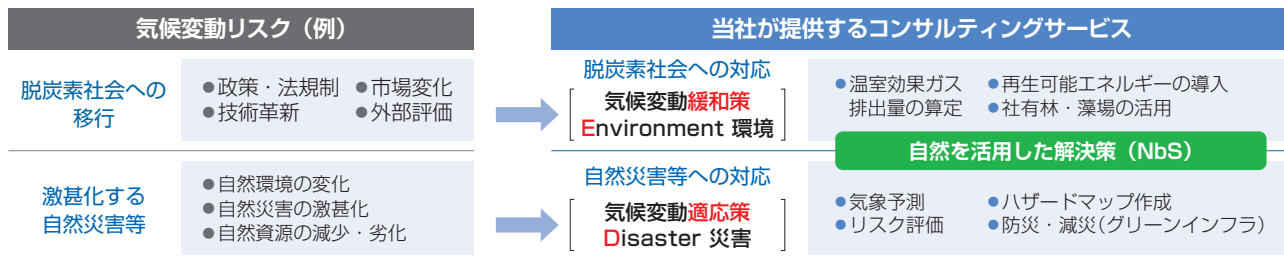 気候変動リスク（例）
脱炭素社会への
移行
●政策・法規制 ●市場変化
●技術革新 ●外部評価
激甚化する
自然災害等
●自然環境の変化
●自然災害の激甚化
●自然資源の減少・劣化
当社が提供するコンサルティングサービス
脱炭素社会への対応
気候変動緩和策
Environment 環境
●温室効果ガス
排出量の算定
●再生可能エネルギーの導入
●社有林・藻場の活用
自然を活用した解決策（NbS）
自然災害等への対応
気候変動適応策
Disaster 災害
●気象予測 ●ハザードマップ作成
●リスク評価 ●防災・減災（グリーンインフラ）